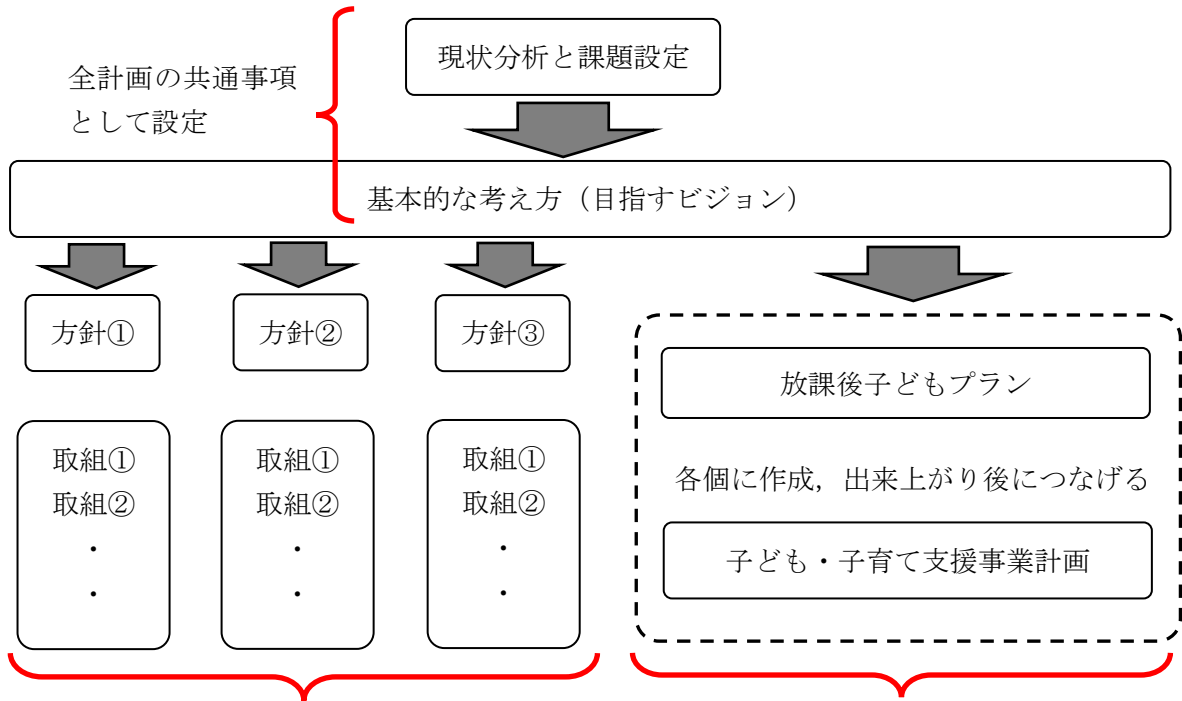 全計画の共通事項
として設定
現状分析と課題設定
基本的な考え方（目指すビジョン）
方針①
方針②
方針③
取組①
取組②
・
・
取組①
取組②
・
・
取組①
取組②
・
・
放課後子どもプラン
各個に作成，出来上がり後につなげる
子ども・子育て支援事業計画